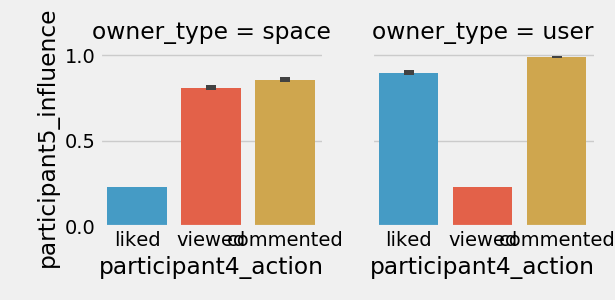 owner_type = space
owner_type = user
participant5_influence
1.0
0.5
0.0
liked
viewed
commented
liked
viewed
commented
participant4_action
participant4_action